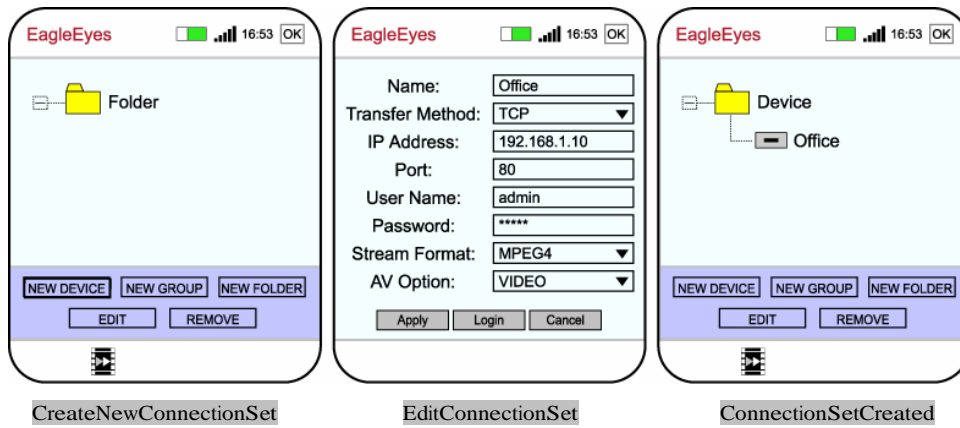 EagleEyes 16:53 OK
Folder
NEW DEVICE NEW GROUP NEW FOLDER
EDIT REMOVE
CreateNewConnectionSet
EagleEyes 16:53 OK
Name: Office
Transfer Method: TCP
IP Address: 192.168.1.10
Port: 80
User Name: admin
Password: *****
Stream Format: MPEG4
AV Option: VIDEO
Apply Login Cancel
EditConnectionSet
EagleEyes 16:53 OK
Device
Office
NEW DEVICE NEW GROUP NEW FOLDER
EDIT REMOVE
ConnectionSetCreated